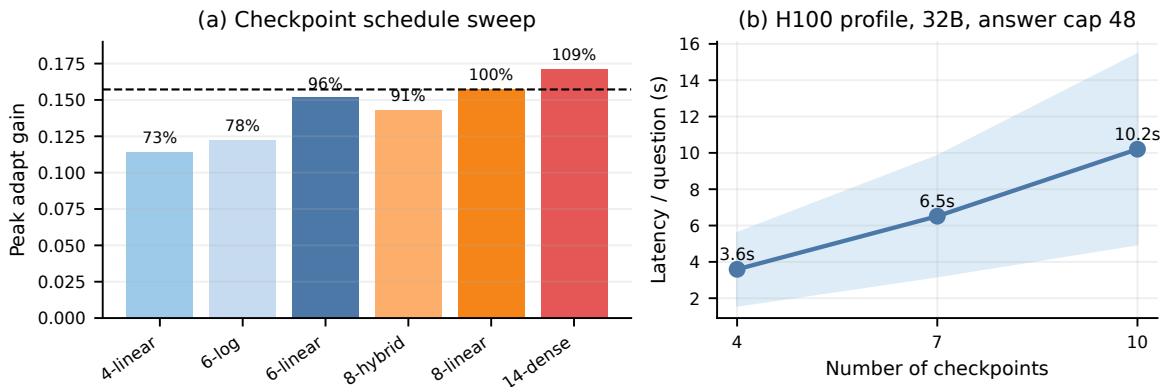 (a) Checkpoint schedule sweep
Peak adapt gain
0.175
0.150
0.125
0.100
0.075
0.050
0.025
0.000
73%
78%
96%
91%
100%
109%
4-linear
6-log
6-linear
8-hybrid
8-linear
14-dense
(b) H100 profile, 32B, answer cap 48
Latency / question (s)
16
14
12
10
8
6
4
2
3.6s
6.5s
10.2s
4
7
10
Number of checkpoints